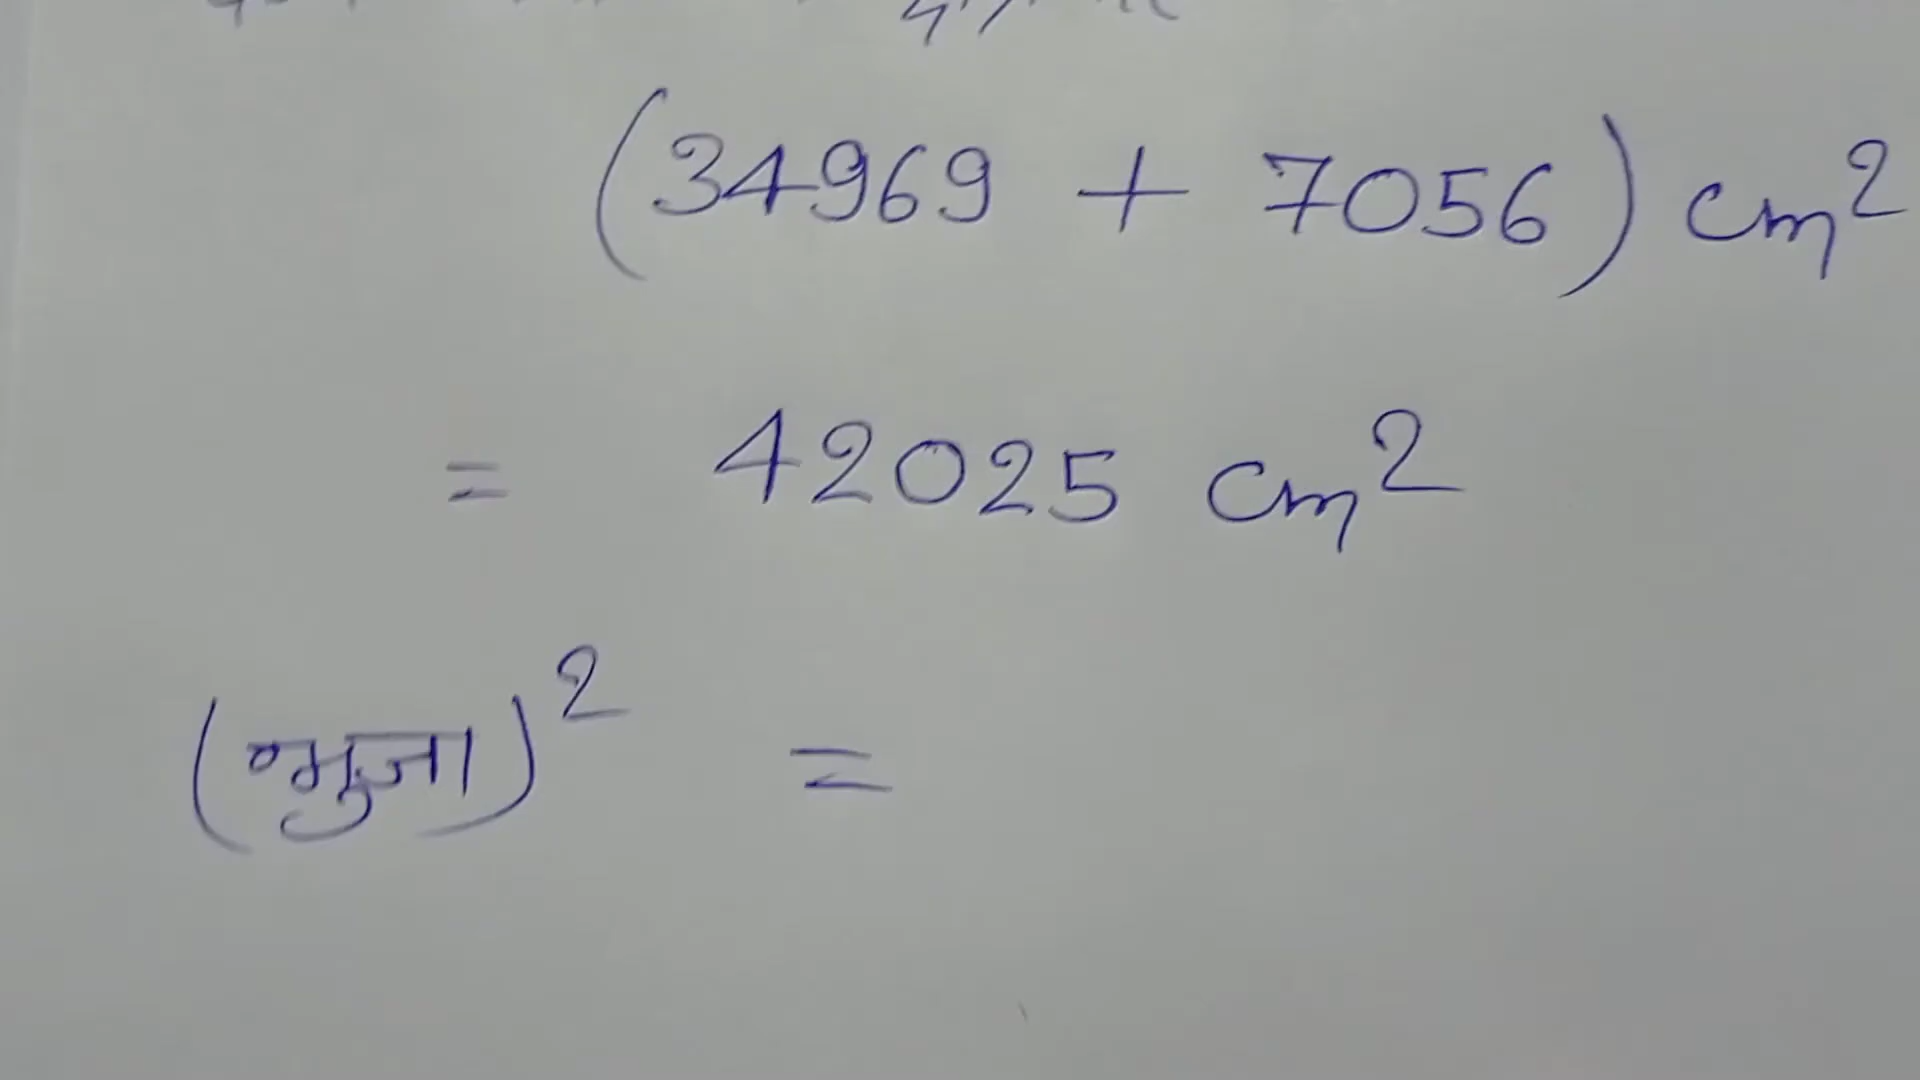 (34969 + 7056) cm²
= 42025 cm²
(भुजा)² =